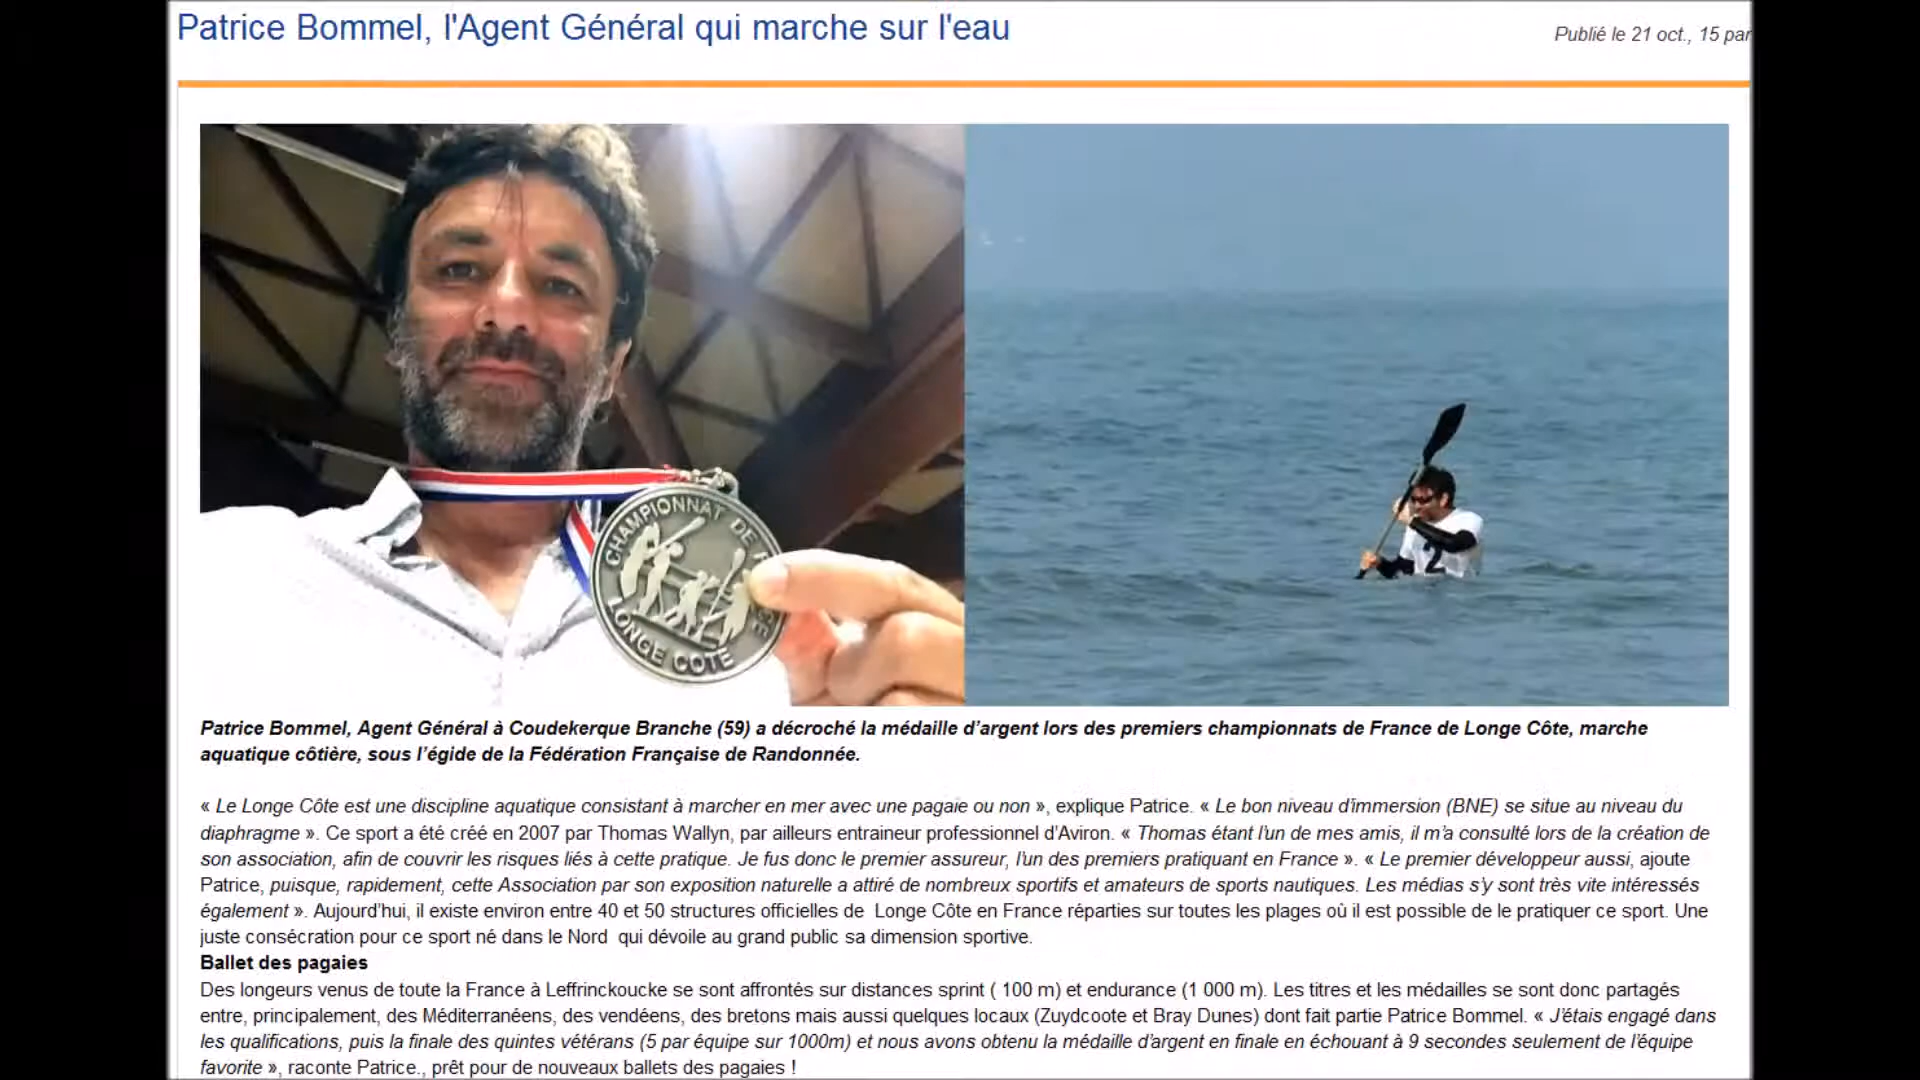 Patrice Bommel, l'Agent Général qui marche sur l'eau
Publié le 21 oct., 15 par
CHAMPIONNAT DE
LONGE COTE
2
Patrice Bommel, Agent Général à Coudekerque Branche (59) a décroché la médaille d'argent lors des premiers championnats de France de Longe Côte, marche
aquatique côtière, sous l'égide de la Fédération Française de Randonnée.
« Le Longe Côte est une discipline aquatique consistant à marcher en mer avec une pagaie ou non », explique Patrice. « Le bon niveau d'immersion (BNE) se situe au niveau du
diaphragme ». Ce sport a été créé en 2007 par Thomas Wallyn, par ailleurs entraineur professionnel d'Aviron. « Thomas étant l'un de mes amis, il m'a consulté lors de la création de
son association, afin de couvrir les risques liés à cette pratique. Je fus donc le premier assureur, l'un des premiers pratiquant en France ». « Le premier développeur aussi, ajoute
Patrice, puisque, rapidement, cette Association par son exposition naturelle a attiré de nombreux sportifs et amateurs de sports nautiques. Les médias s'y sont très vite intéressés
également ». Aujourd'hui, il existe environ entre 40 et 50 structures officielles de Longe Côte en France réparties sur toutes les plages où il est possible de le pratiquer ce sport. Une
juste consécration pour ce sport né dans le Nord qui dévoile au grand public sa dimension sportive.
Ballet des pagaies
Des longeurs venus de toute la France à Leffrinckoucke se sont affrontés sur distances sprint ( 100 m) et endurance (1 000 m). Les titres et les médailles se sont donc partagés
entre, principalement, des Méditerranéens, des vendéens, des bretons mais aussi quelques locaux (Zuydcoote et Bray Dunes) dont fait partie Patrice Bommel. « J'étais engagé dans
les qualifications, puis la finale des quintes vétérans (5 par équipe sur 1000m) et nous avons obtenu la médaille d'argent en finale en échouant à 9 secondes seulement de l'équipe
favorite », raconte Patrice., prêt pour de nouveaux ballets des pagaies !